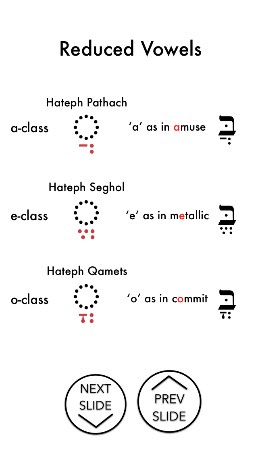 Reduced Vowels
Hateph Pathach
a-class ◌ֲ ‘a’ as in amuse בֲּ
Hateph Seghol
e-class ◌ֱ ‘e’ as in metallic בֱּ
Hateph Qamets
o-class ◌ֳ ‘o’ as in commit בֳּ
NEXT
SLIDE
PREV
SLIDE